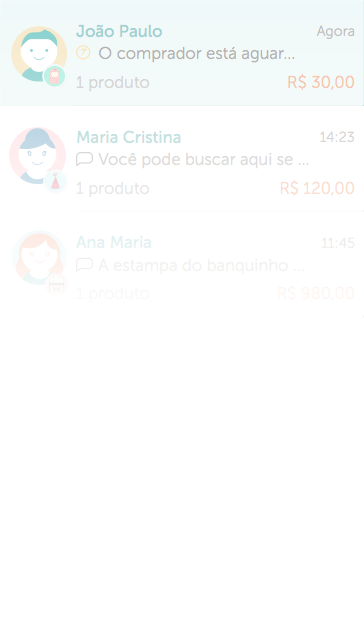 João Paulo Agora
O comprador está aguar...
1 produto R$ 30,00
Maria Cristina 14:23
Você pode buscar aqui se ...
1 produto R$ 120,00
Ana Maria 11:45
A estampa do banquinho ...
1 produto R$ 980,00